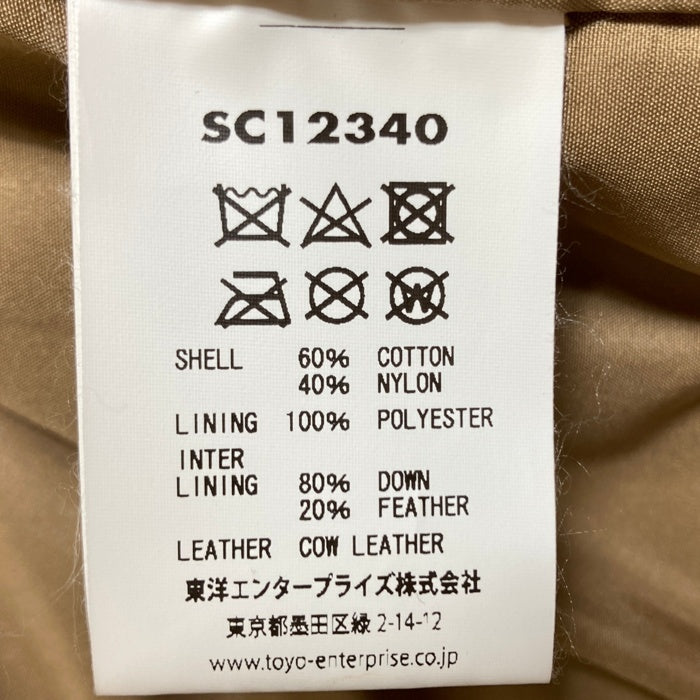 SC12340
SHELL 60% COTTON
40% NYLON
LINING 100% POLYESTER
INTER
LINING 80% DOWN
20% FEATHER
LEATHER COW LEATHER
東洋エンタープライズ株式会社
東京都墨田区緑 2-14-12
www.toyo-enterprise.co.jp